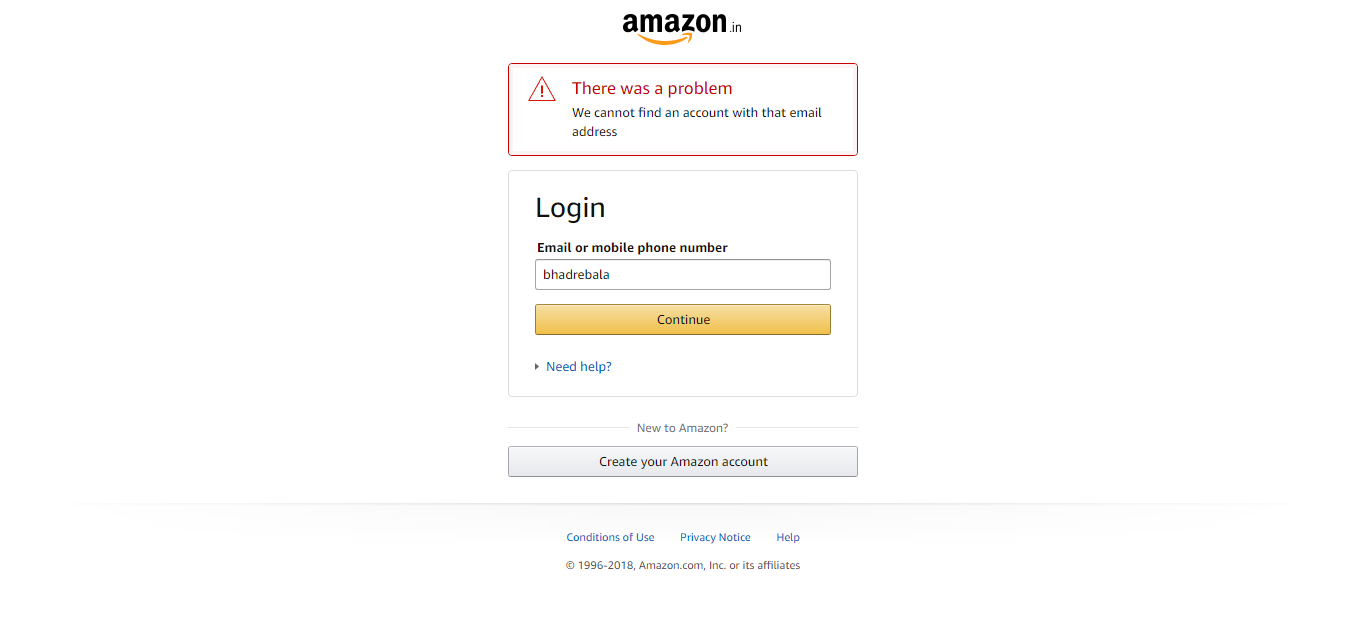 amazon.in
There was a problem
We cannot find an account with that email
address
Login
Email or mobile phone number
bhadrebala
Continue
Need help?
New to Amazon?
Create your Amazon account
Conditions of Use Privacy Notice Help
© 1996-2018, Amazon.com, Inc. or its affiliates